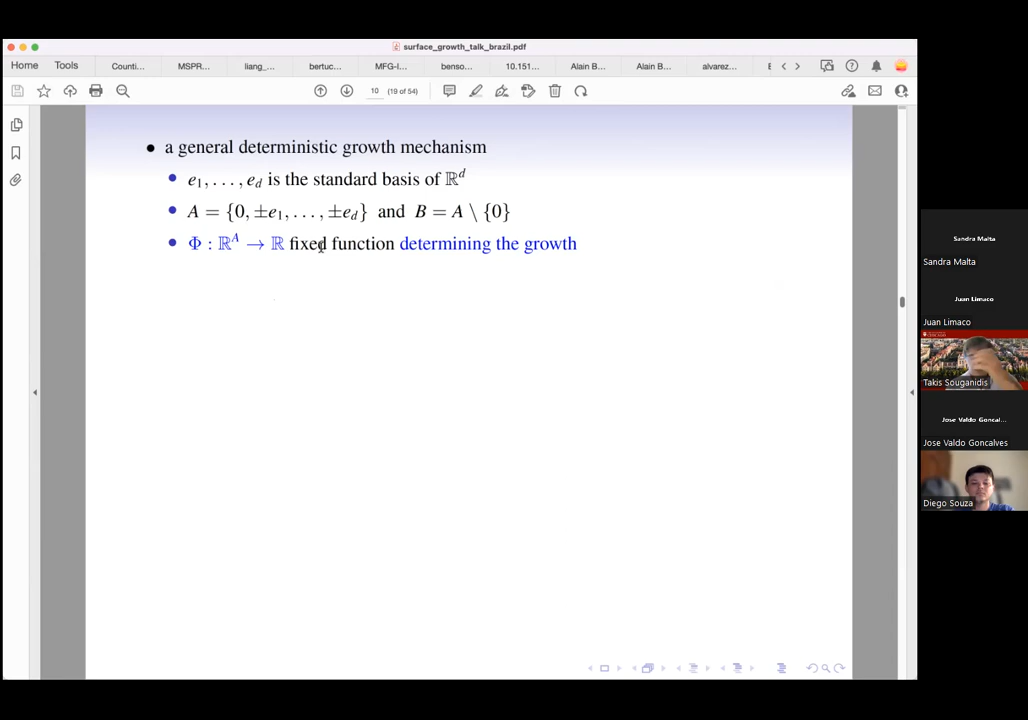 surface_growth_talk_brazil.pdf
Home Tools Counti... MSPR... liang_... bertuc... MFG-I... benso... 10.151... Alain B... Alain B... alvarez...
10 (19 of 54)
• a general deterministic growth mechanism
• e₁, . . . , e_d is the standard basis of ℝᵈ
• A = {0, ±e₁, . . . , ±e_d} and B = A \ {0}
• Φ : ℝᴬ → ℝ fixed function determining the growth
Sandra Malta
Sandra Malta
Juan Limaco
Juan Limaco
Takis Souganidis
Jose Valdo Goncal...
Jose Valdo Goncalves
Diego Souza